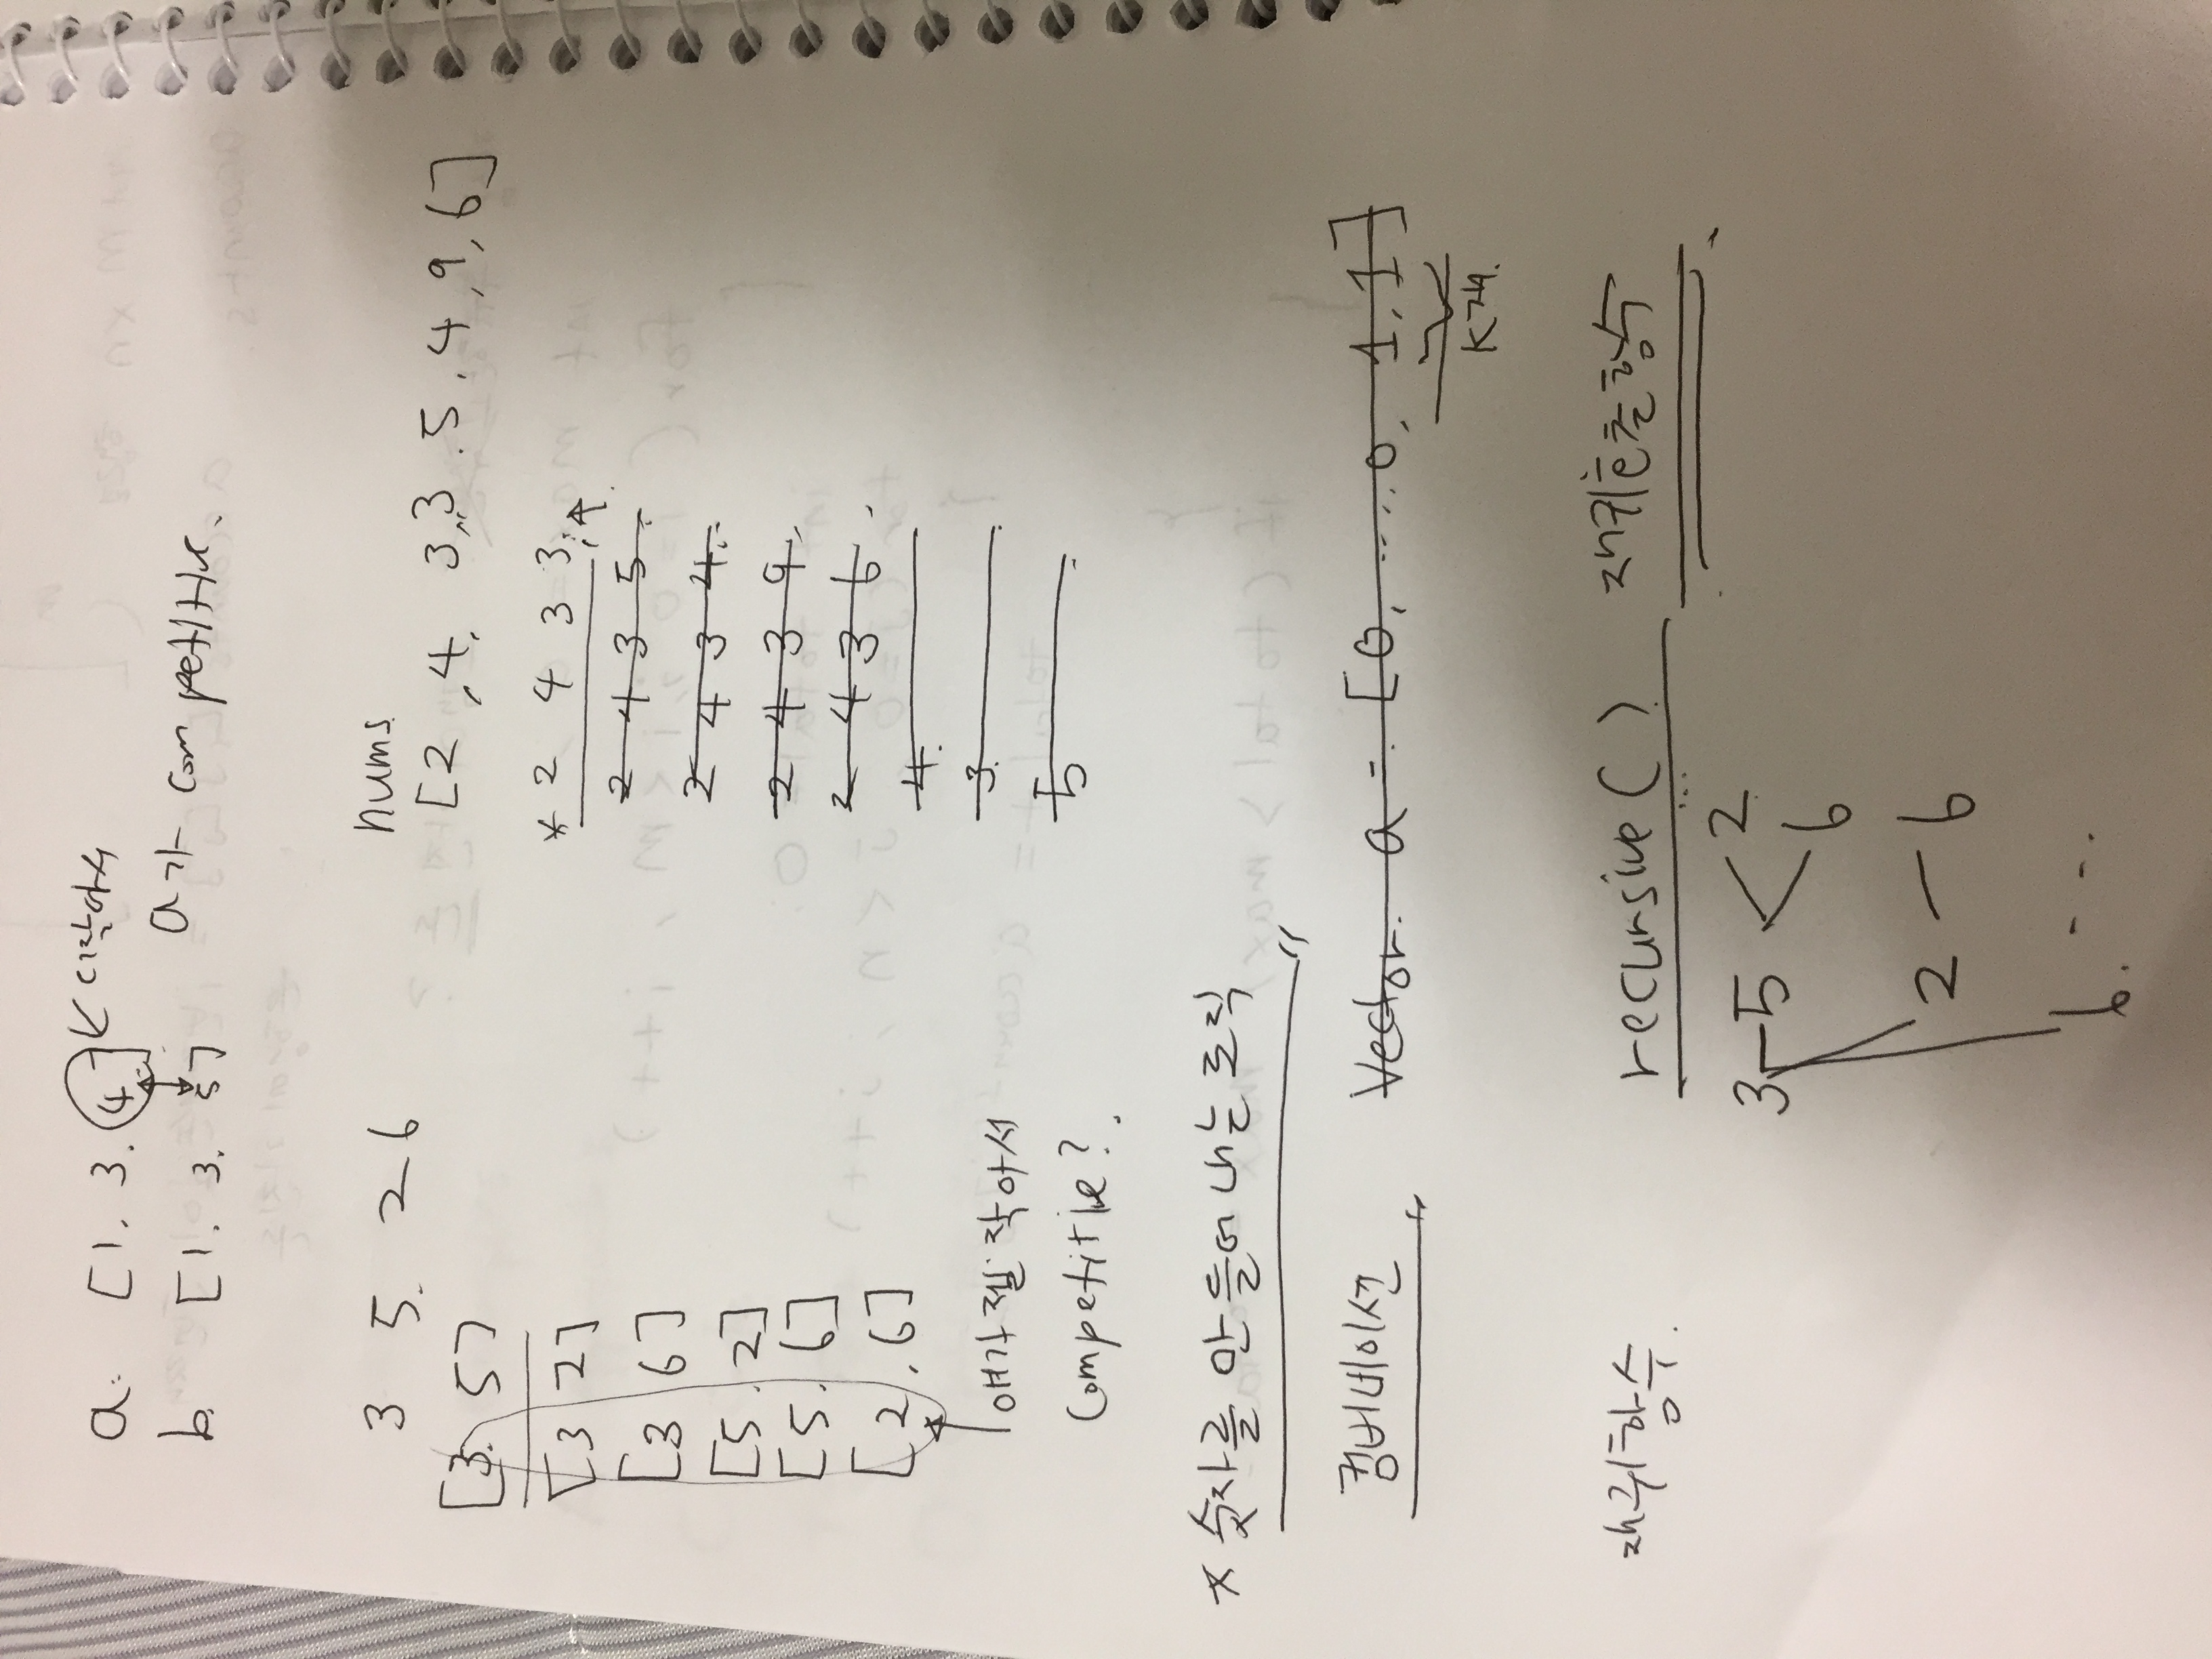 a. [1. 3. 4.] 더작아서
b. [1. 3. 5]
a가 competitive.
3 5. 2 6
[3. 5]
[3 2]
[3 6]
[5. 2]
[5. 6]
[2, 6]
얘가 젤 작아서
competitive?
nums
[2, 4, 3, 3. 5. 4, 9, 6]
* 2 4 3 3.
2 4 3 5.
2 4 3 4.
2 4 3 9.
2 4 3 6.
4.
3.
5
* 숫자를 만들어 내는 로직
컴버네이션 Vector. a = [0, ... 0, 1, 1]
K개.
재귀함수. recursive() 재귀호출함수
3 5 2
6
2 6
6. ...